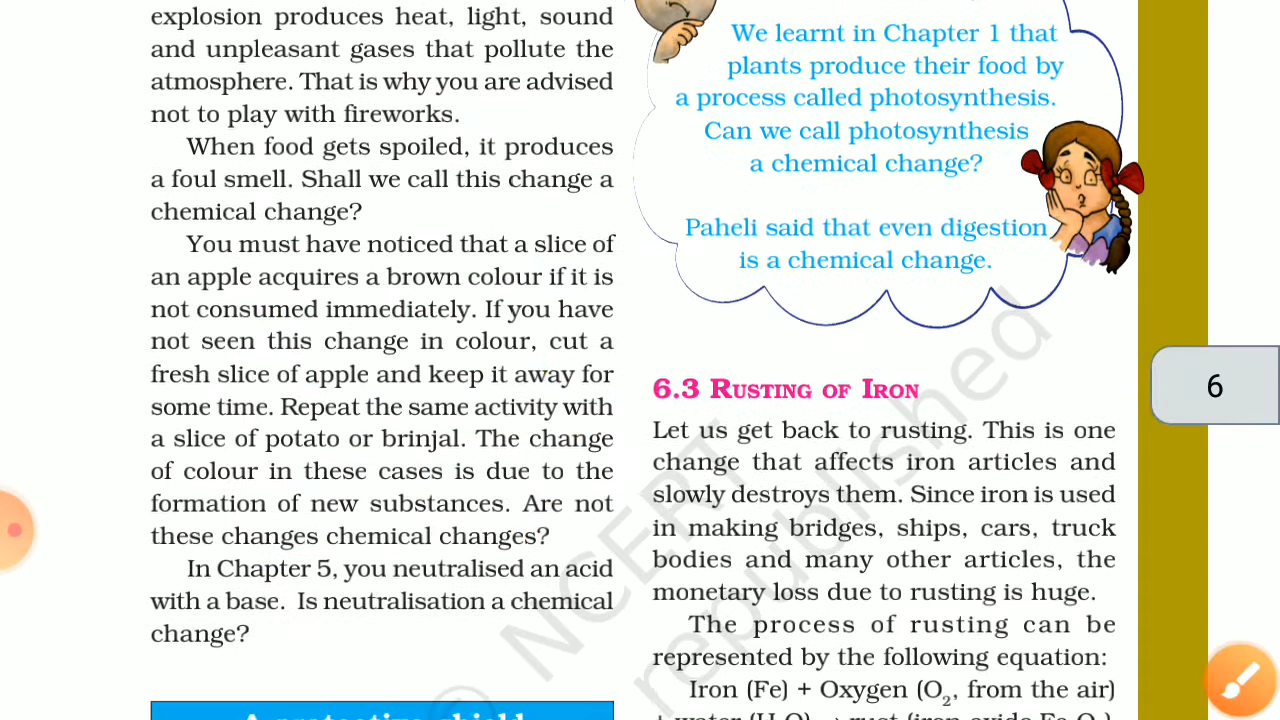 explosion produces heat, light, sound
and unpleasant gases that pollute the
atmosphere. That is why you are advised
not to play with fireworks.
When food gets spoiled, it produces
a foul smell. Shall we call this change a
chemical change?
You must have noticed that a slice of
an apple acquires a brown colour if it is
not consumed immediately. If you have
not seen this change in colour, cut a
fresh slice of apple and keep it away for
some time. Repeat the same activity with
a slice of potato or brinjal. The change
of colour in these cases is due to the
formation of new substances. Are not
these changes chemical changes?
In Chapter 5, you neutralised an acid
with a base. Is neutralisation a chemical
change?
A protective shield
We learnt in Chapter 1 that
plants produce their food by
a process called photosynthesis.
Can we call photosynthesis
a chemical change?
Paheli said that even digestion
is a chemical change.
6.3 RUSTING OF IRON
Let us get back to rusting. This is one
change that affects iron articles and
slowly destroys them. Since iron is used
in making bridges, ships, cars, truck
bodies and many other articles, the
monetary loss due to rusting is huge.
The process of rusting can be
represented by the following equation:
Iron (Fe) + Oxygen (O₂, from the air)
+ water (H₂O) → rust (iron oxide Fe₂O₃)
© NCERT
republished
6